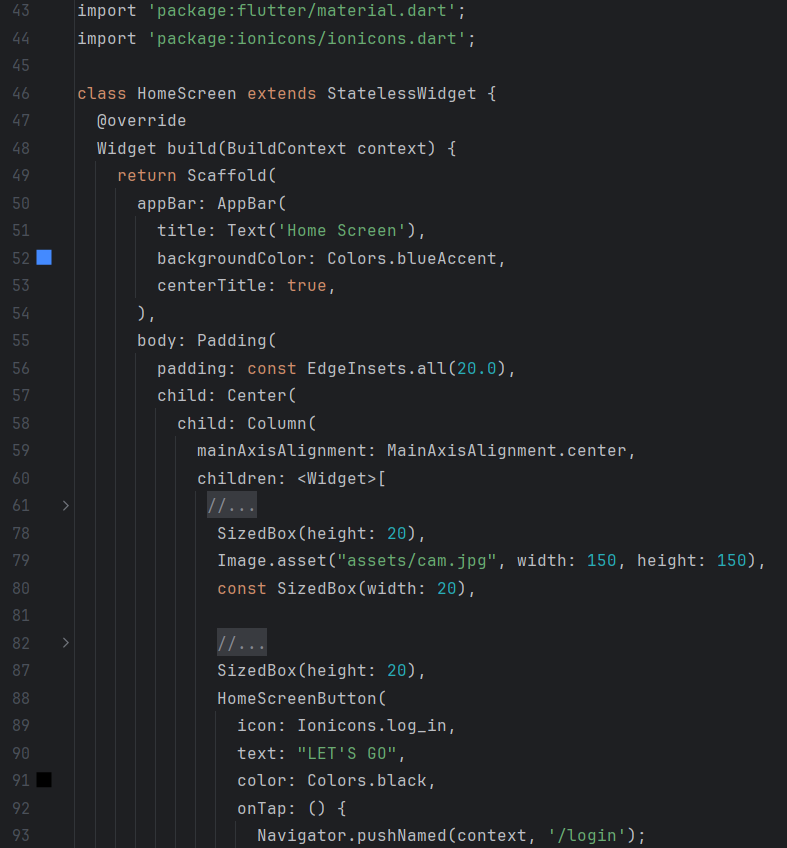 43 import 'package:flutter/material.dart';
44 import 'package:ionicons/ionicons.dart';
45
46 class HomeScreen extends StatelessWidget {
47   @override
48   Widget build(BuildContext context) {
49     return Scaffold(
50       appBar: AppBar(
51         title: Text('Home Screen'),
52         backgroundColor: Colors.blueAccent,
53         centerTitle: true,
54       ),
55       body: Padding(
56         padding: const EdgeInsets.all(20.0),
57         child: Center(
58           child: Column(
59             mainAxisAlignment: MainAxisAlignment.center,
60             children: <Widget>[
61              //...
78               SizedBox(height: 20),
79               Image.asset("assets/cam.jpg", width: 150, height: 150),
80               const SizedBox(width: 20),
81
82               //...
87               SizedBox(height: 20),
88               HomeScreenButton(
89                 icon: Ionicons.log_in,
90                 text: "LET'S GO",
91                 color: Colors.black,
92                 onTap: () {
93                   Navigator.pushNamed(context, '/login');